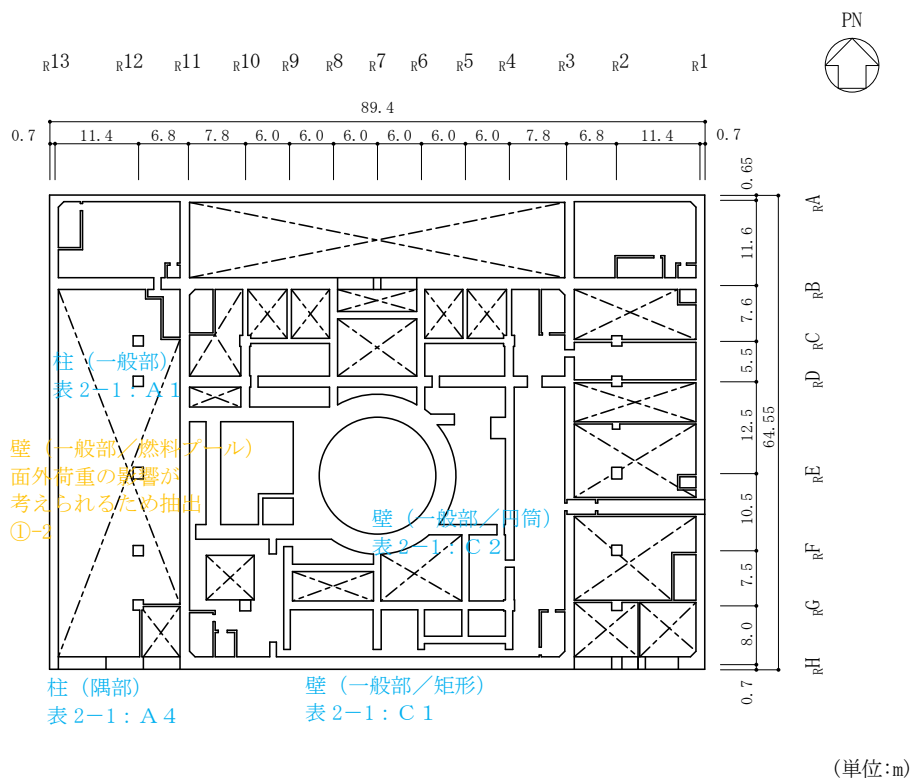 PN
R13 R12 R11 R10 R9 R8 R7 R6 R5 R4 R3 R2 R1
89.4
0.7 11.4 6.8 7.8 6.0 6.0 6.0 6.0 6.0 6.0 7.8 6.8 11.4 0.7
0.65
RA
11.6
RB
7.6
RC
5.5
RD
12.5
64.55
RE
10.5
RF
7.5
RG
8.0
RH
0.7
柱（一般部）
表2-1：A1
壁（一般部／燃料プール）
面外荷重の影響が
考えられるため抽出
①-2
壁（一般部／円筒）
表2-1：C2
柱（隅部）
表2-1：A4
壁（一般部／矩形）
表2-1：C1
(単位:m)